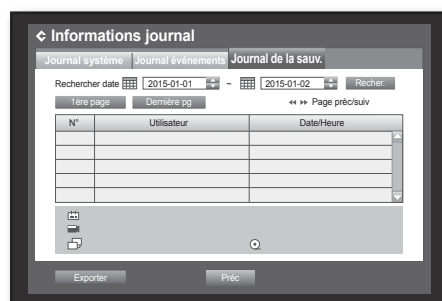 Informations journal
Journal système Journal événements Journal de la sauv.
Rechercher date 2015-01-01 ~ 2015-01-02 Recher.
1ère page Dernière pg Page prèc/suiv
N° Utilisateur Date/Heure
Exporter Préc